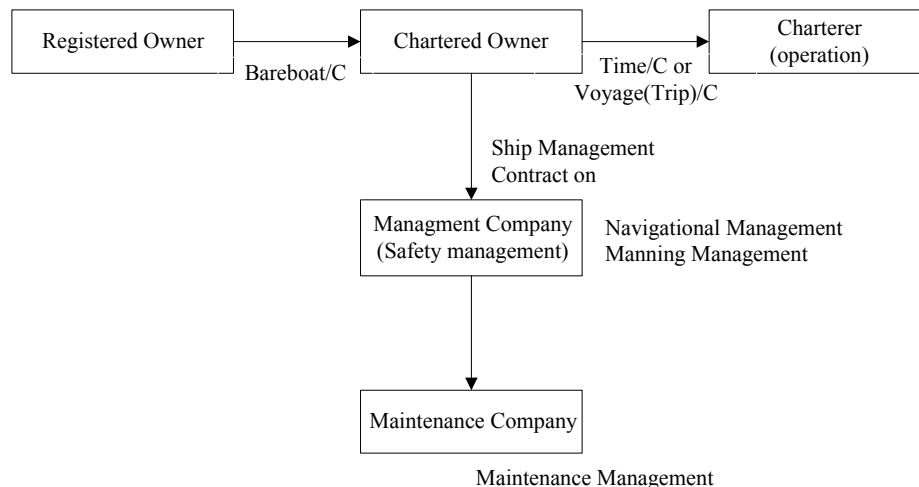 Registered Owner
Bareboat/C
Chartered Owner
Time/C or
Voyage(Trip)/C
Charterer
(operation)
Ship Management
Contract on
Managment Company
(Safety management)
Navigational Management
Manning Management
Maintenance Company
Maintenance Management